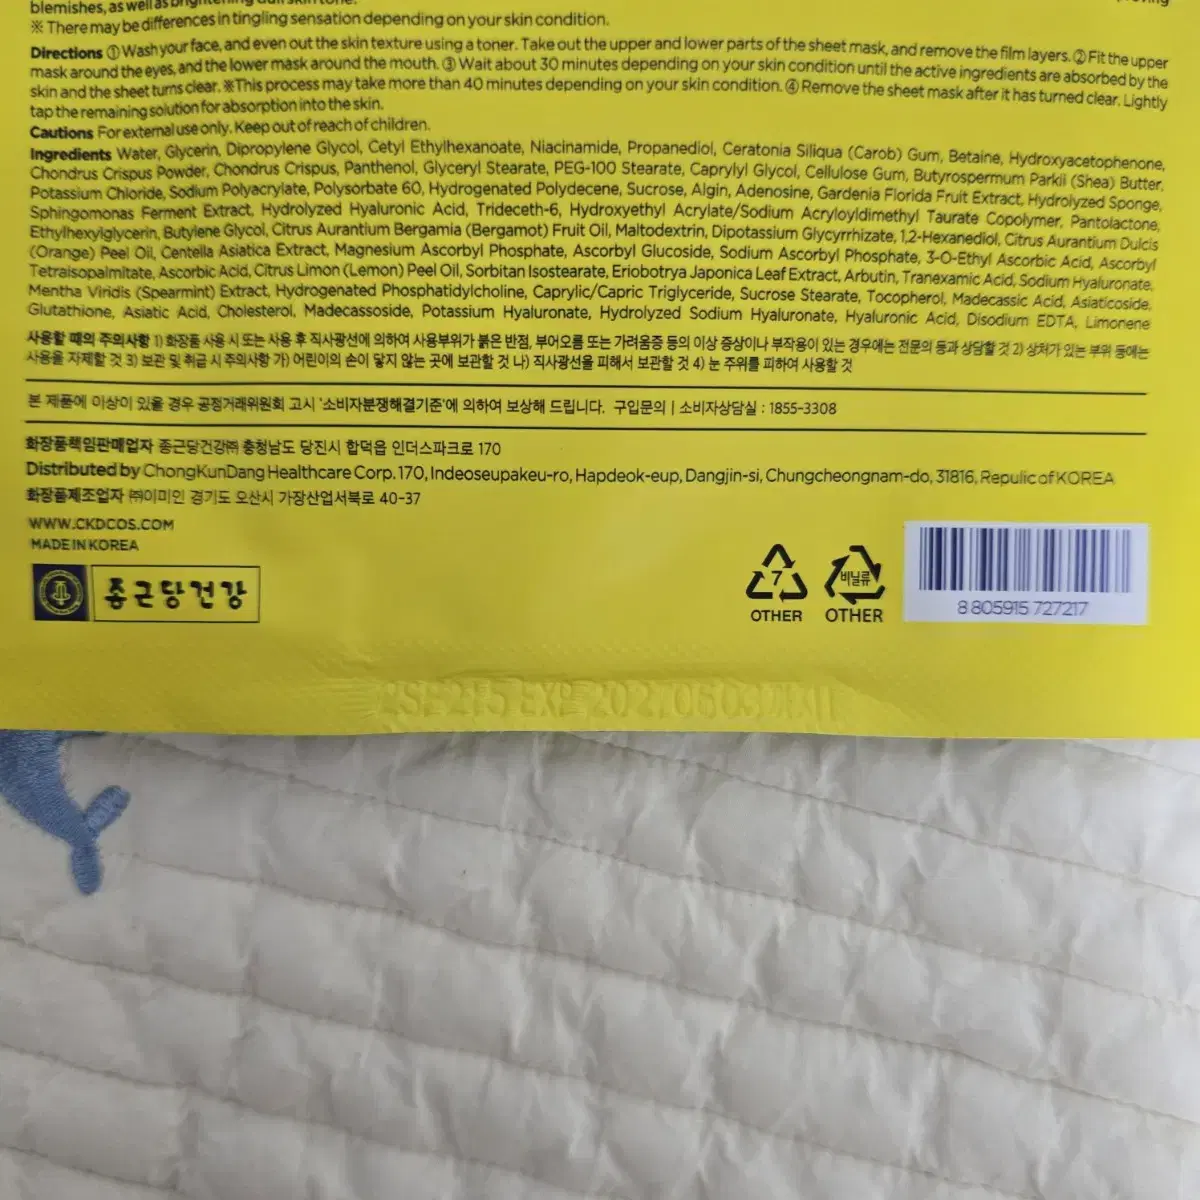 blemishes, as well as brightening dull skin tone.
※ There may be differences in tingling sensation depending on your skin condition.
Directions ① Wash your face, and even out the skin texture using a toner. Take out the upper and lower parts of the sheet mask, and remove the film layers. ② Fit the upper
mask around the eyes, and the lower mask around the mouth. ③ Wait about 30 minutes depending on your skin condition until the active ingredients are absorbed by the
skin and the sheet turns clear. ※This process may take more than 40 minutes depending on your skin condition. ④ Remove the sheet mask after it has turned clear. Lightly
tap the remaining solution for absorption into the skin.
Cautions For external use only. Keep out of reach of children.
Ingredients Water, Glycerin, Dipropylene Glycol, Cetyl Ethylhexanoate, Niacinamide, Propanediol, Ceratonia Siliqua (Carob) Gum, Betaine, Hydroxyacetophenone,
Chondrus Crispus Powder, Chondrus Crispus, Panthenol, Glyceryl Stearate, PEG-100 Stearate, Caprylyl Glycol, Cellulose Gum, Butyrospermum Parkii (Shea) Butter,
Potassium Chloride, Sodium Polyacrylate, Polysorbate 60, Hydrogenated Polydecene, Sucrose, Algin, Adenosine, Gardenia Florida Fruit Extract, Hydrolyzed Sponge,
Sphingomonas Ferment Extract, Hydrolyzed Hyaluronic Acid, Trideceth-6, Hydroxyethyl Acrylate/Sodium Acryloyldimethyl Taurate Copolymer, Pantolactone,
Ethylhexylglycerin, Butylene Glycol, Citrus Aurantium Bergamia (Bergamot) Fruit Oil, Maltodextrin, Dipotassium Glycyrrhizate, 1,2-Hexanediol, Citrus Aurantium Dulcis
(Orange) Peel Oil, Centella Asiatica Extract, Magnesium Ascorbyl Phosphate, Ascorbyl Glucoside, Sodium Ascorbyl Phosphate, 3-O-Ethyl Ascorbic Acid, Ascorbyl
Tetraisopalmitate, Ascorbic Acid, Citrus Limon (Lemon) Peel Oil, Sorbitan Isostearate, Eriobotrya Japonica Leaf Extract, Arbutin, Tranexamic Acid, Sodium Hyaluronate,
Mentha Viridis (Spearmint) Extract, Hydrogenated Phosphatidylcholine, Caprylic/Capric Triglyceride, Sucrose Stearate, Tocopherol, Madecassic Acid, Asiaticoside,
Glutathione, Asiatic Acid, Cholesterol, Madecassoside, Potassium Hyaluronate, Hydrolyzed Sodium Hyaluronate, Hyaluronic Acid, Disodium EDTA, Limonene
사용할 때의 주의사항 1) 화장품 사용 시 또는 사용 후 직사광선에 의하여 사용부위가 붉은 반점, 부어오름 또는 가려움증 등의 이상 증상이나 부작용이 있는 경우에는 전문의 등과 상담할 것 2) 상처가 있는 부위 등에는
사용을 자제할 것 3) 보관 및 취급 시 주의사항 가) 어린이의 손이 닿지 않는 곳에 보관할 것 나) 직사광선을 피해서 보관할 것 4) 눈 주위를 피하여 사용할 것
본 제품에 이상이 있을 경우 공정거래위원회 고시 '소비자분쟁해결기준'에 의하여 보상해 드립니다. 구입문의 | 소비자상담실 : 1855-3308
화장품책임판매업자 종근당건강㈜ 충청남도 당진시 합덕읍 인더스파크로 170
Distributed by ChongKunDang Healthcare Corp. 170, Indeoseupakeu-ro, Hapdeok-eup, Dangjin-si, Chungcheongnam-do, 31816, Repulic of KOREA
화장품제조업자 ㈜이미인 경기도 오산시 가장산업서북로 40-37
WWW.CKDCOS.COM
MADE IN KOREA
종근당건강
7
OTHER
비닐류
OTHER
8 805915 727217
2SE215 EXP 20270603까지